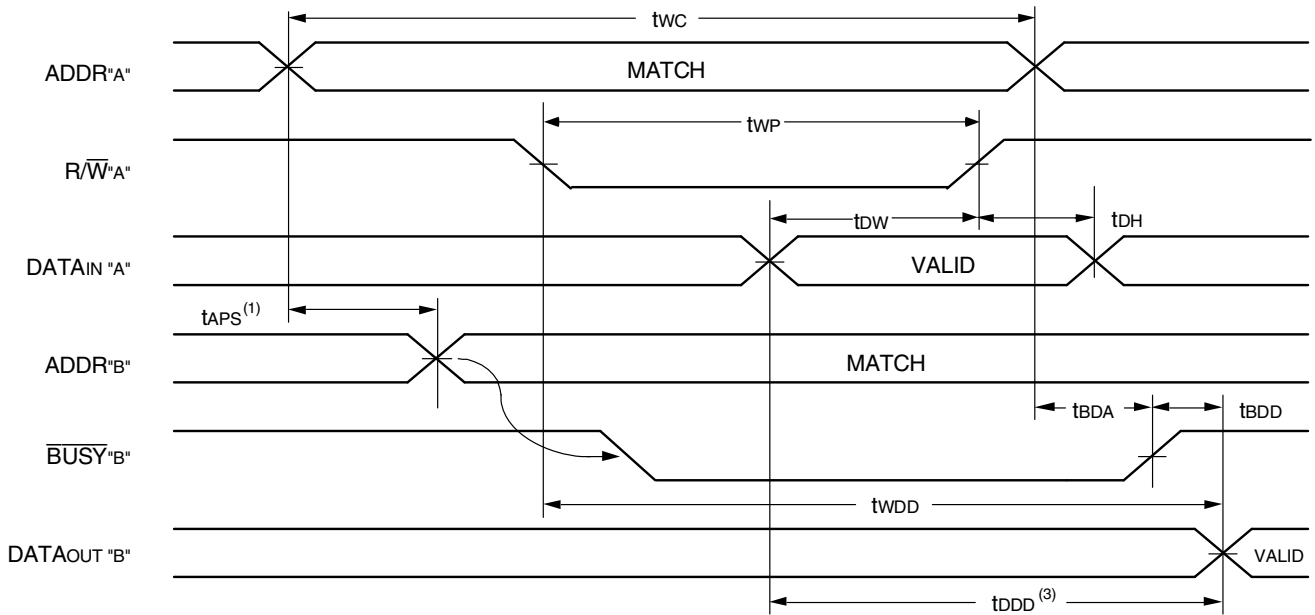 tWC
ADDR"A" MATCH
tWP
R/W̅"A"
tDW tDH
DATAIN "A" VALID
tAPS(1)
ADDR"B" MATCH
tBDA tBDD
B̅U̅S̅Y̅"B"
tWDD
DATAOUT "B" VALID
tDDD(3)